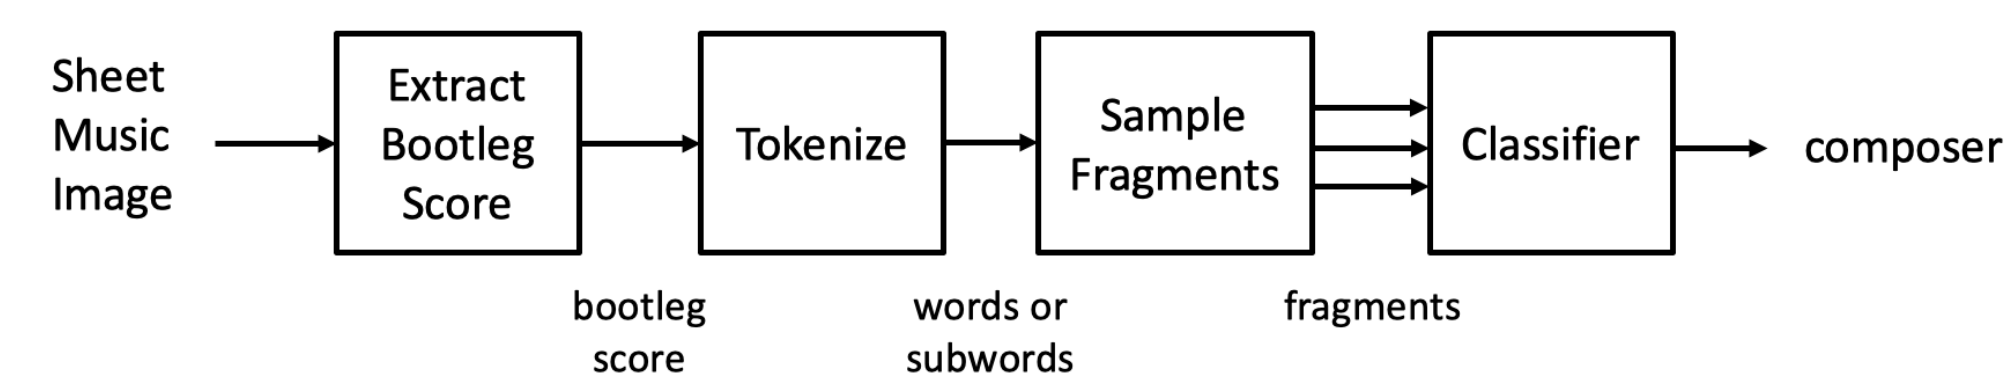 Sheet
Music
Image
Extract
Bootleg
Score
Tokenize
Sample
Fragments
Classifier
composer
bootleg
score
words or
subwords
fragments